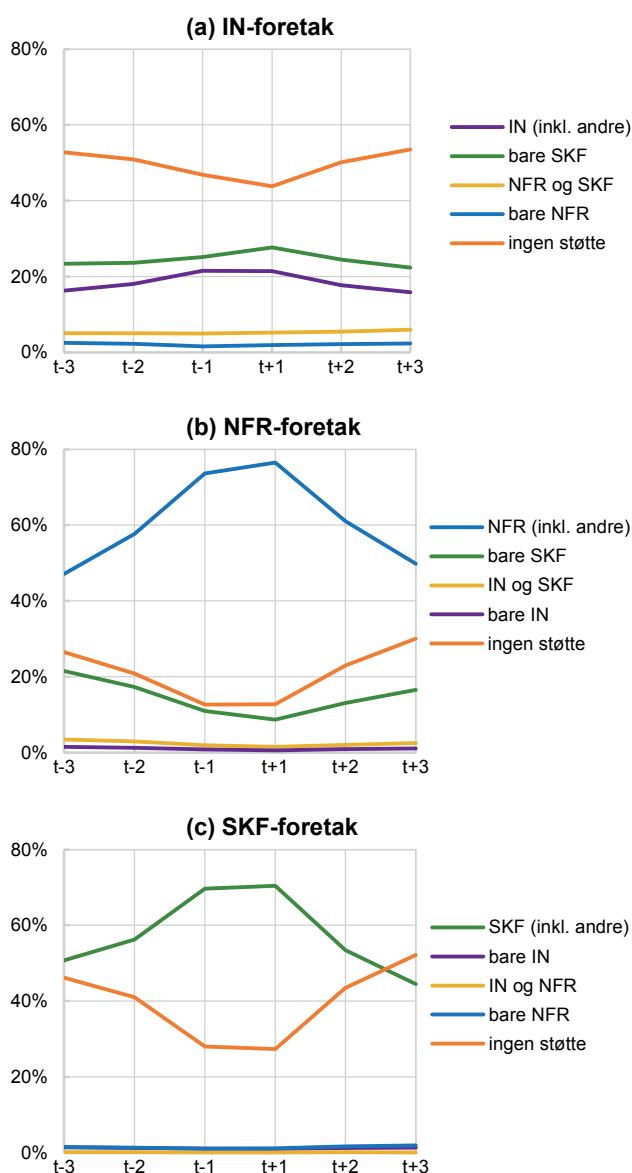 (a) IN-foretak
80%
60%
40%
20%
0%
t-3 t-2 t-1 t+1 t+2 t+3
IN (inkl. andre)
bare SKF
NFR og SKF
bare NFR
ingen støtte
(b) NFR-foretak
80%
60%
40%
20%
0%
t-3 t-2 t-1 t+1 t+2 t+3
NFR (inkl. andre)
bare SKF
IN og SKF
bare IN
ingen støtte
(c) SKF-foretak
80%
60%
40%
20%
0%
t-3 t-2 t-1 t+1 t+2 t+3
SKF (inkl. andre)
bare IN
IN og NFR
bare NFR
ingen støtte